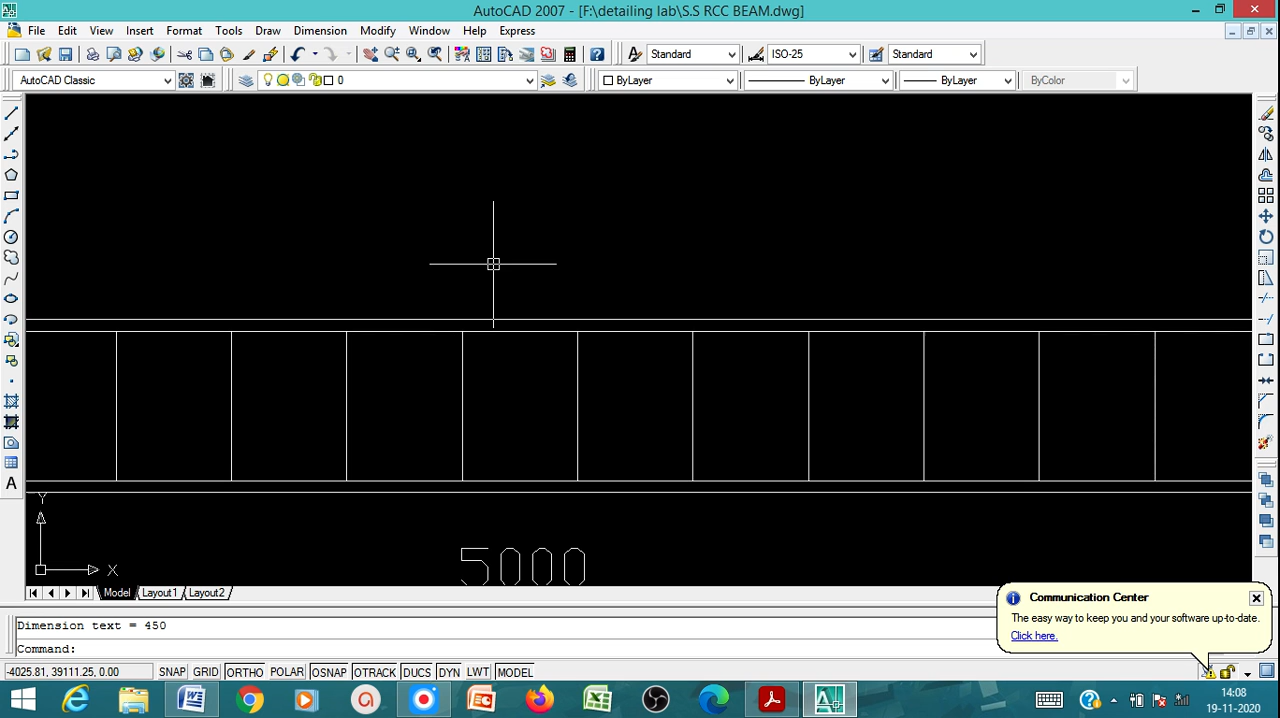 AutoCAD 2007 - [F:\detailing lab\S.S RCC BEAM.dwg]
File Edit View Insert Format Tools Draw Dimension Modify Window Help Express
Standard ISO-25 Standard
AutoCAD Classic 0 ByLayer ByLayer ByLayer ByColor
A
Y
5000
X
Model Layout1 Layout2
Communication Center
The easy way to keep you and your software up-to-date.
Click here.
Dimension text = 450
Command:
-4025.81, 39111.25, 0.00 SNAP GRID ORTHO POLAR OSNAP OTRACK DUCS DYN LWT MODEL
14:08
19-11-2020